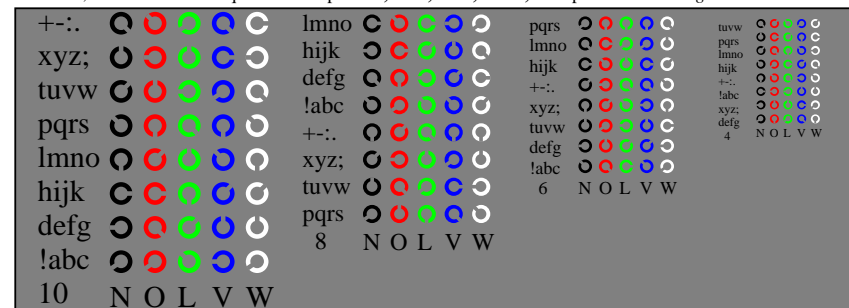 +-:.
xyz;
tuvw
pqrs
lmno
hijk
defg
!abc
10 N O L V W
lmno
hijk
defg
!abc
+-:.
xyz;
tuvw
pqrs
8 N O L V W
pqrs
lmno
hijk
+-:.
xyz;
tuvw
defg
!abc
6 N O L V W
tuvw
pqrs
lmno
hijk
+-:.
!abc
xyz;
defg
4 N O L V W